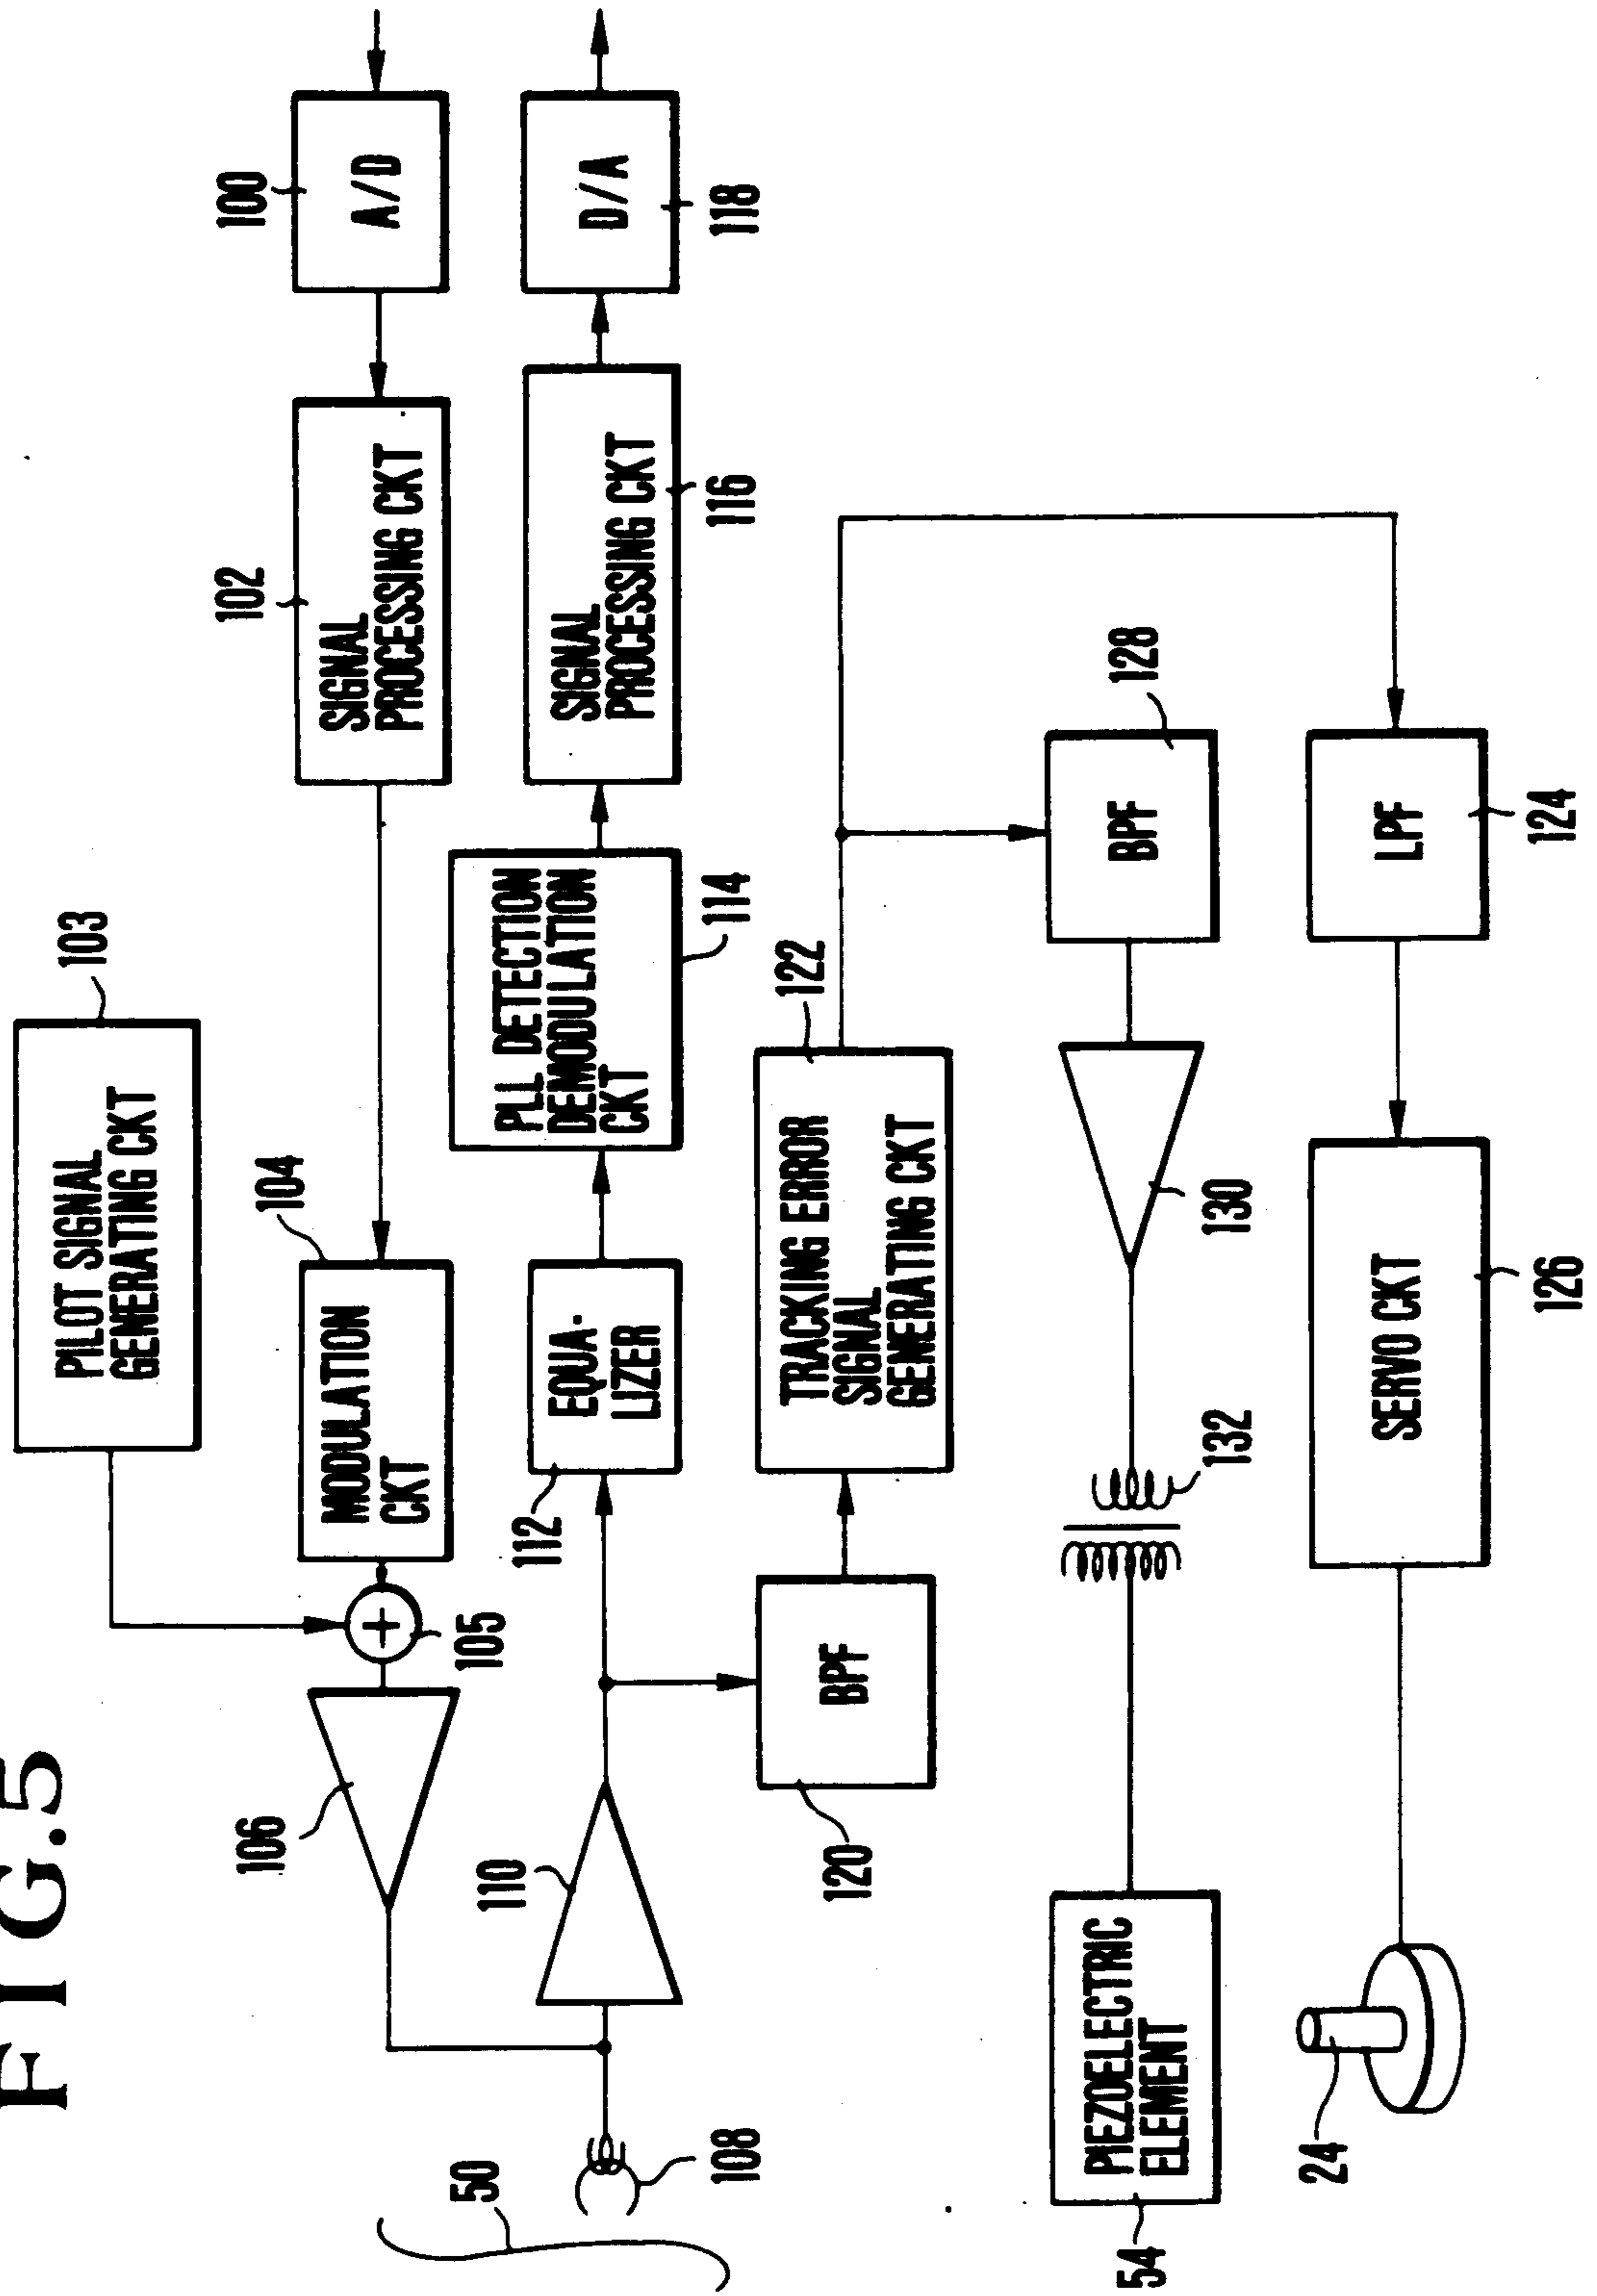 FIG.5
103
PILOT SIGNAL
GENERATING CKT
106
105
104
MODULATION
CKT
102
SIGNAL
PROCESSING CKT
100
A/D
50
108
110
112
EQUA-
LIZER
PLL DETECTION
DEMODULATION
CKT
114
SIGNAL
PROCESSING CKT
116
D/A
118
120
BPF
TRACKING ERROR
SIGNAL
GENERATING CKT
122
54
PIEZOELECTRIC
ELEMENT
132
130
BPF
128
24
SERVO CKT
126
LPF
124